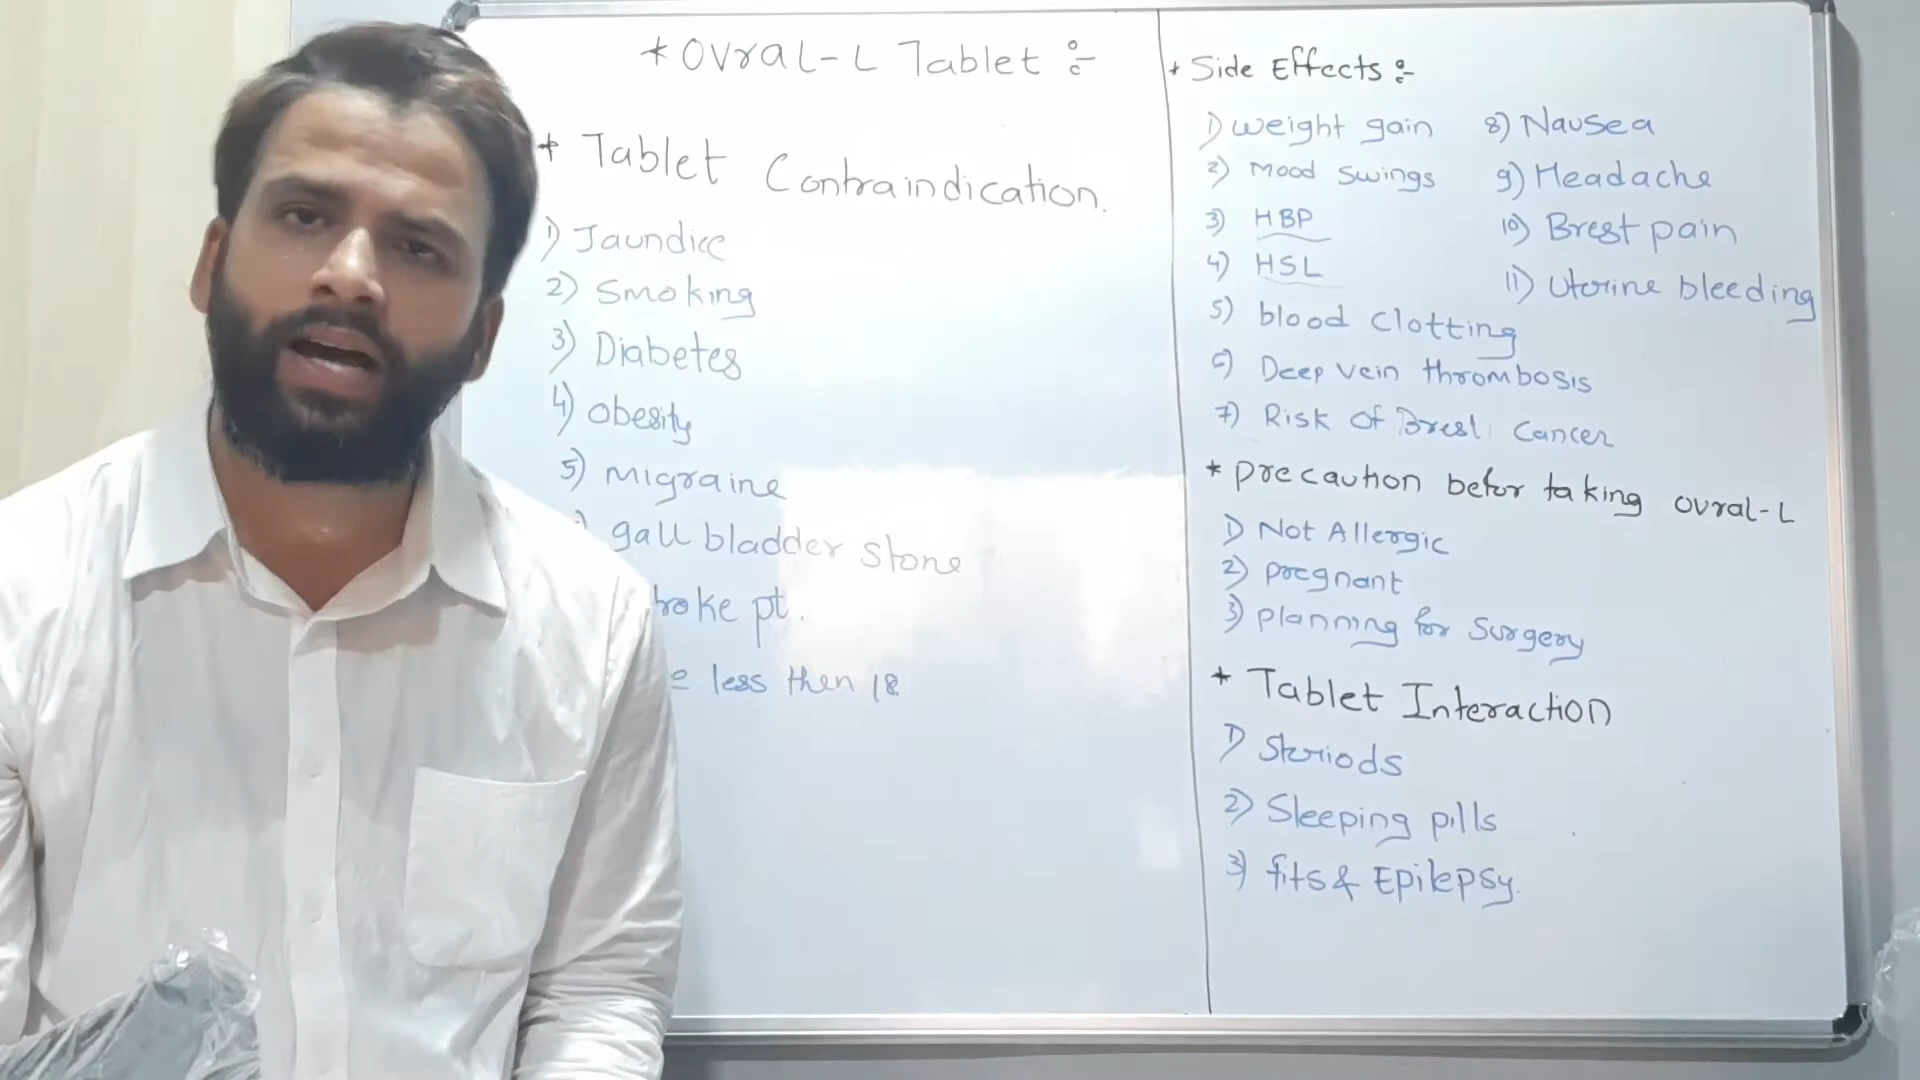 * Ovral-L Tablet :-
* Tablet Contraindication.
1) Jaundice
2) Smoking
3) Diabetes
4) Obesity
5) migraine
gall bladder stone
roke pt.
e less then 18
* Side Effects :-
1) weight gain
2) Mood Swings
3) HBP
4) HSL
5) blood Clotting
6) Deep vein thrombosis
7) Risk Of Brest Cancer
8) Nausea
9) Headache
10) Brest pain
11) Uterine bleeding
* precaution befor taking ovral-L
1) Not Allergic
2) pregnant
3) planning for Surgery
* Tablet Interaction
1) Steriods
2) Sleeping pills
3) fits & Epilepsy.